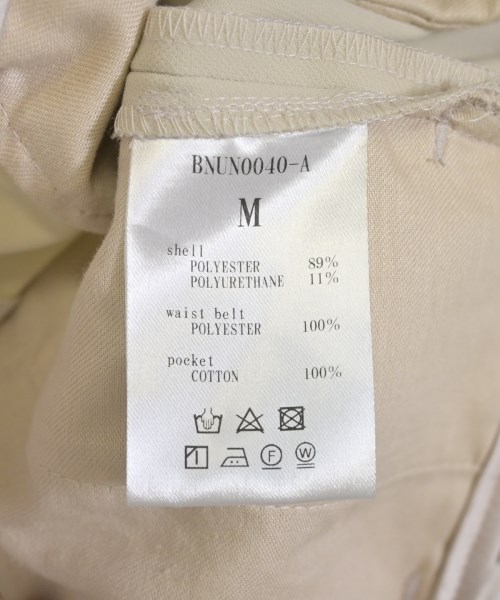 BNUN0040-A
M
shell
POLYESTER 89%
POLYURETHANE 11%
waist belt
POLYESTER 100%
pocket
COTTON 100%
F W